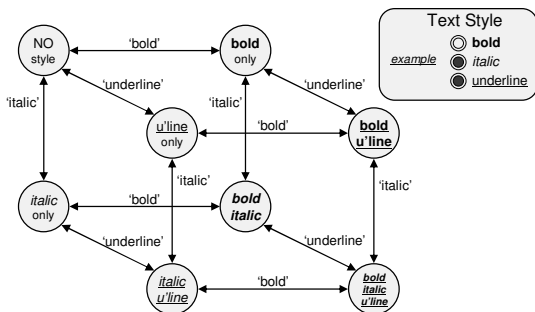 Text Style
example
bold
italic
underline
NO
style
‘bold’
bold
only
‘underline’
‘underline’
‘italic’
‘italic’
u’line
only
‘bold’
bold
u’line
‘italic’
‘italic’
italic
only
‘bold’
bold
italic
‘underline’
‘underline’
italic
u’line
‘bold’
bold
italic
u’line